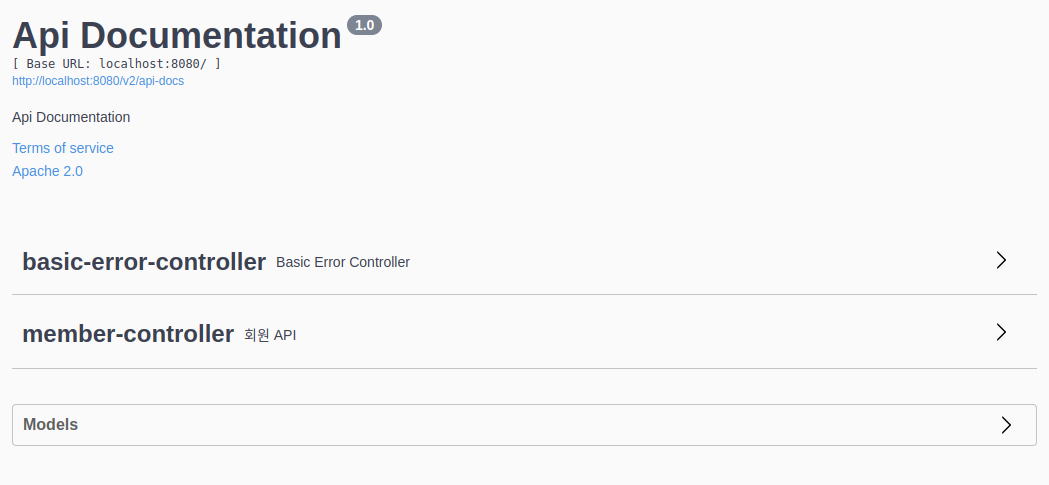 Api Documentation 1.0
[ Base URL: localhost:8080/ ]
http://localhost:8080/v2/api-docs
Api Documentation
Terms of service
Apache 2.0
basic-error-controller Basic Error Controller
member-controller 회원 API
Models